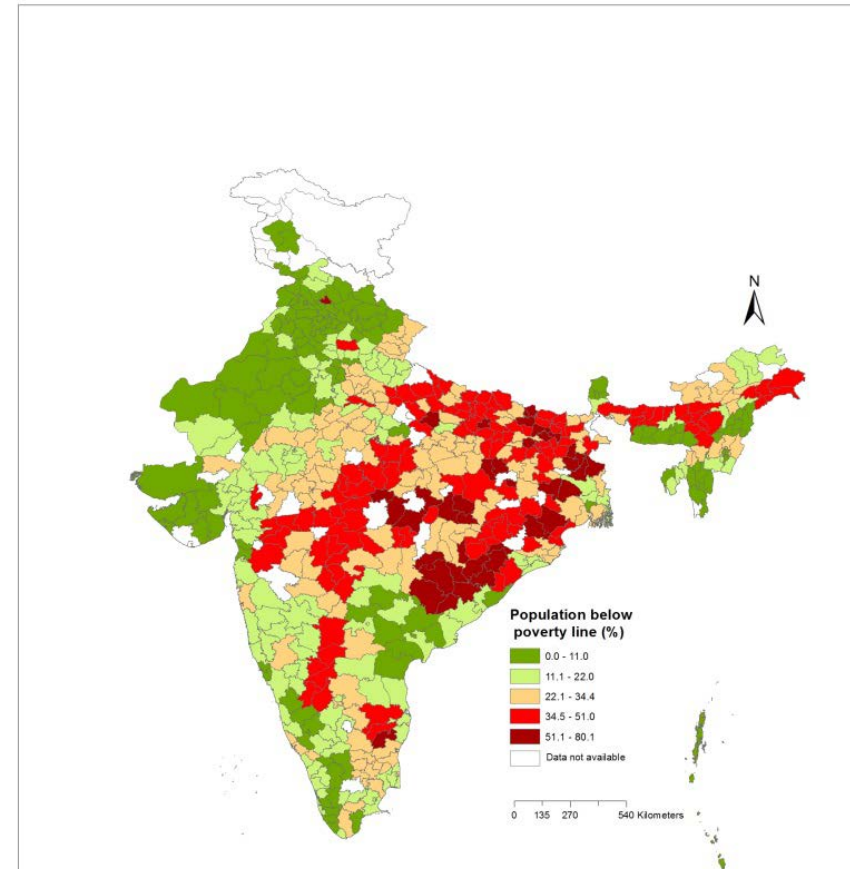 N
Population below
poverty line (%)
0.0 - 11.0
11.1 - 22.0
22.1 - 34.4
34.5 - 51.0
51.1 - 80.1
Data not available
0 135 270 540 Kilometers